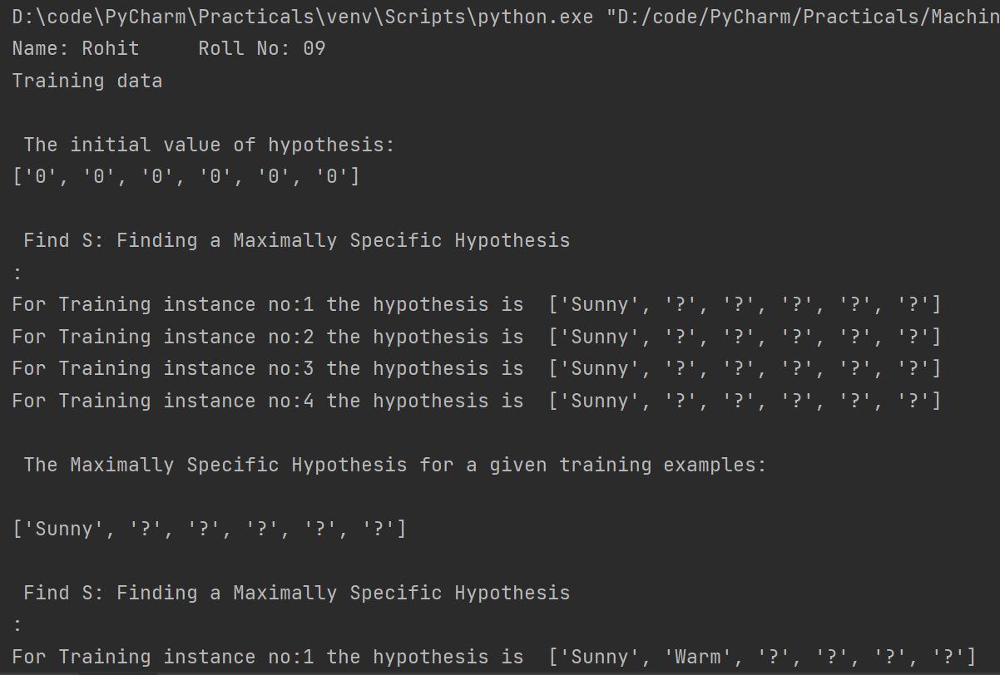 D:\code\PyCharm\Practicals\venv\Scripts\python.exe "D:/code/PyCharm/Practicals/Machin
Name: Rohit     Roll No: 09
Training data
The initial value of hypothesis:
['0', '0', '0', '0', '0', '0']
Find S: Finding a Maximally Specific Hypothesis
:
For Training instance no:1 the hypothesis is  ['Sunny', '?', '?', '?', '?', '?']
For Training instance no:2 the hypothesis is  ['Sunny', '?', '?', '?', '?', '?']
For Training instance no:3 the hypothesis is  ['Sunny', '?', '?', '?', '?', '?']
For Training instance no:4 the hypothesis is  ['Sunny', '?', '?', '?', '?', '?']
The Maximally Specific Hypothesis for a given training examples:
['Sunny', '?', '?', '?', '?', '?']
Find S: Finding a Maximally Specific Hypothesis
:
For Training instance no:1 the hypothesis is  ['Sunny', 'Warm', '?', '?', '?', '?']